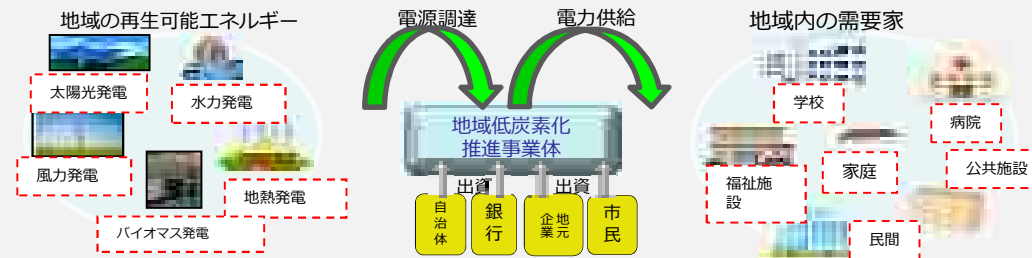 地域の再生可能エネルギー
太陽光発電
水力発電
風力発電
地熱発電
バイオマス発電
電源調達
電力供給
地域低炭素化
推進事業体
出資
出資
自治体
銀行
地元
企業
市民
地域内の需要家
学校
病院
福祉施
設
家庭
公共施設
民間